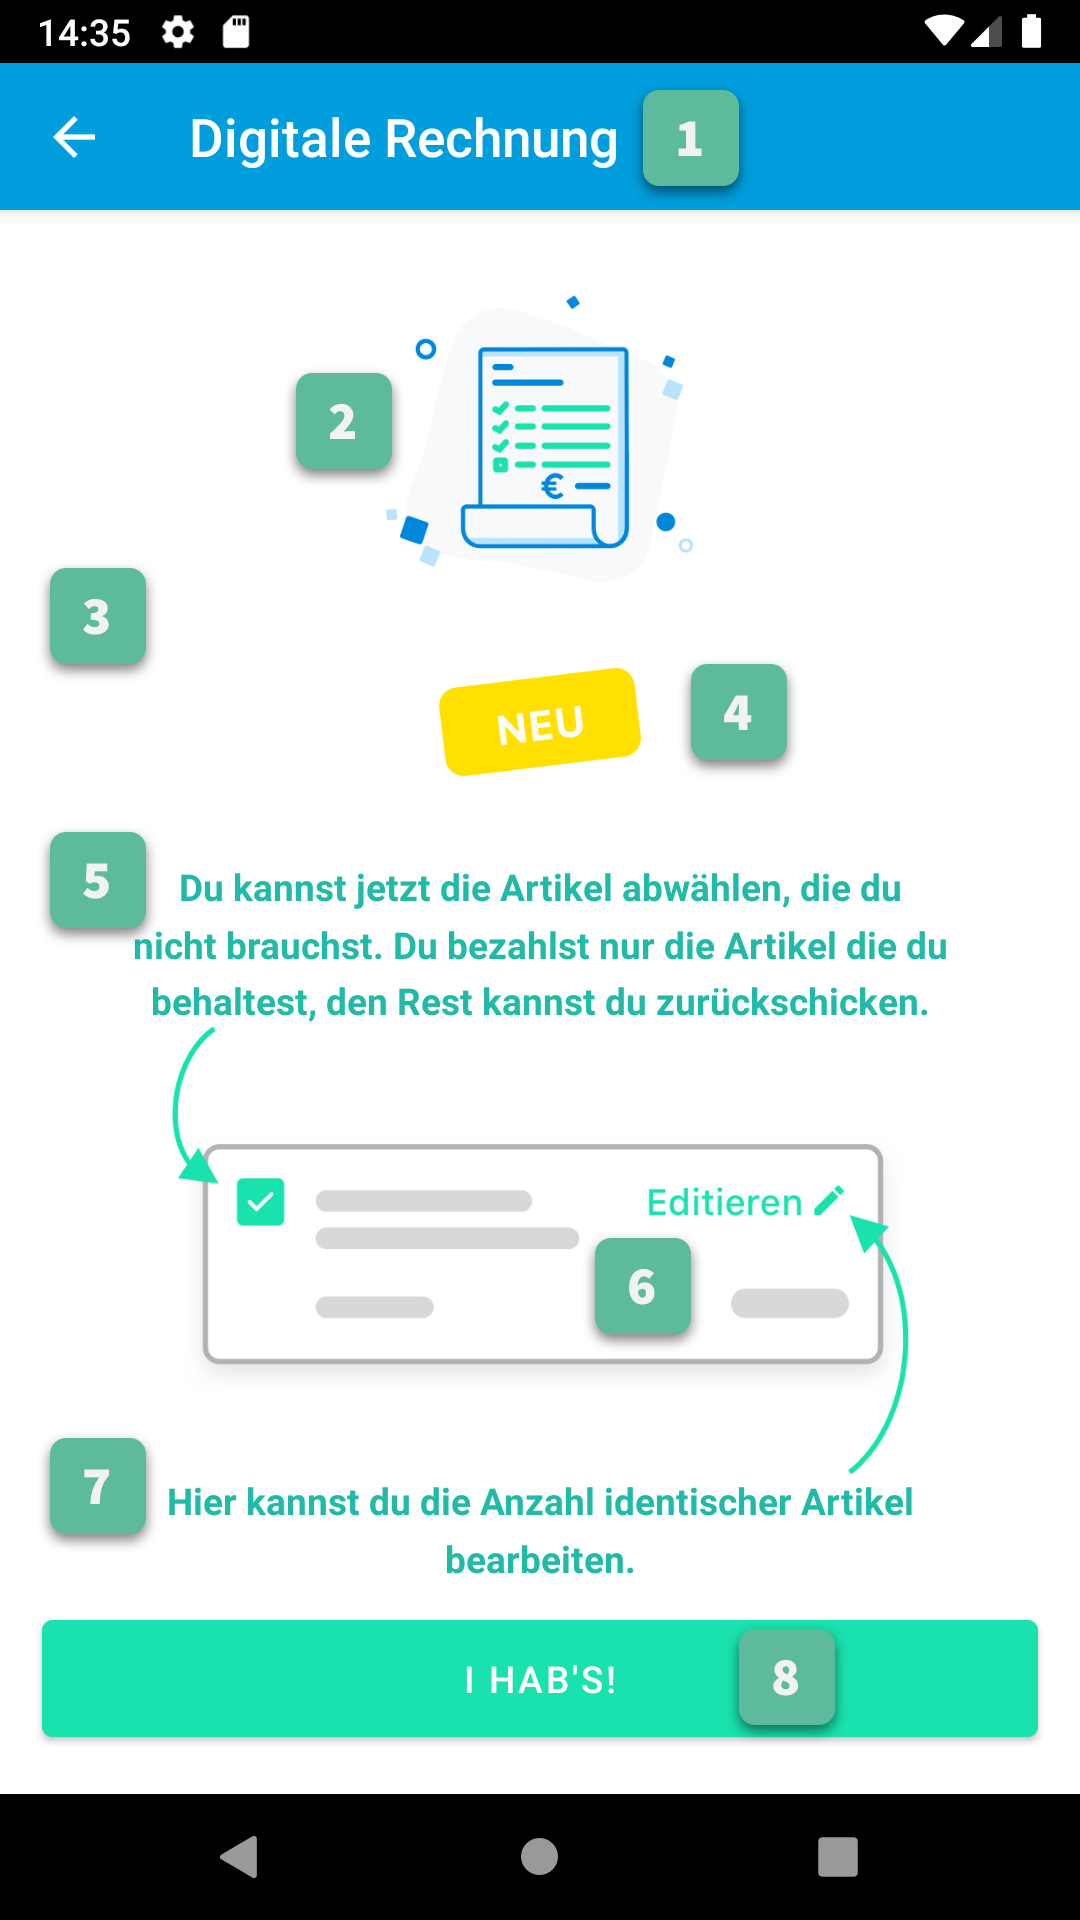 14:35
Digitale Rechnung 1
2
€
3
NEU
4
5
Du kannst jetzt die Artikel abwählen, die du
nicht brauchst. Du bezahlst nur die Artikel die du
behaltest, den Rest kannst du zurückschicken.
Editieren
6
7
Hier kannst du die Anzahl identischer Artikel
bearbeiten.
I HAB'S!
8